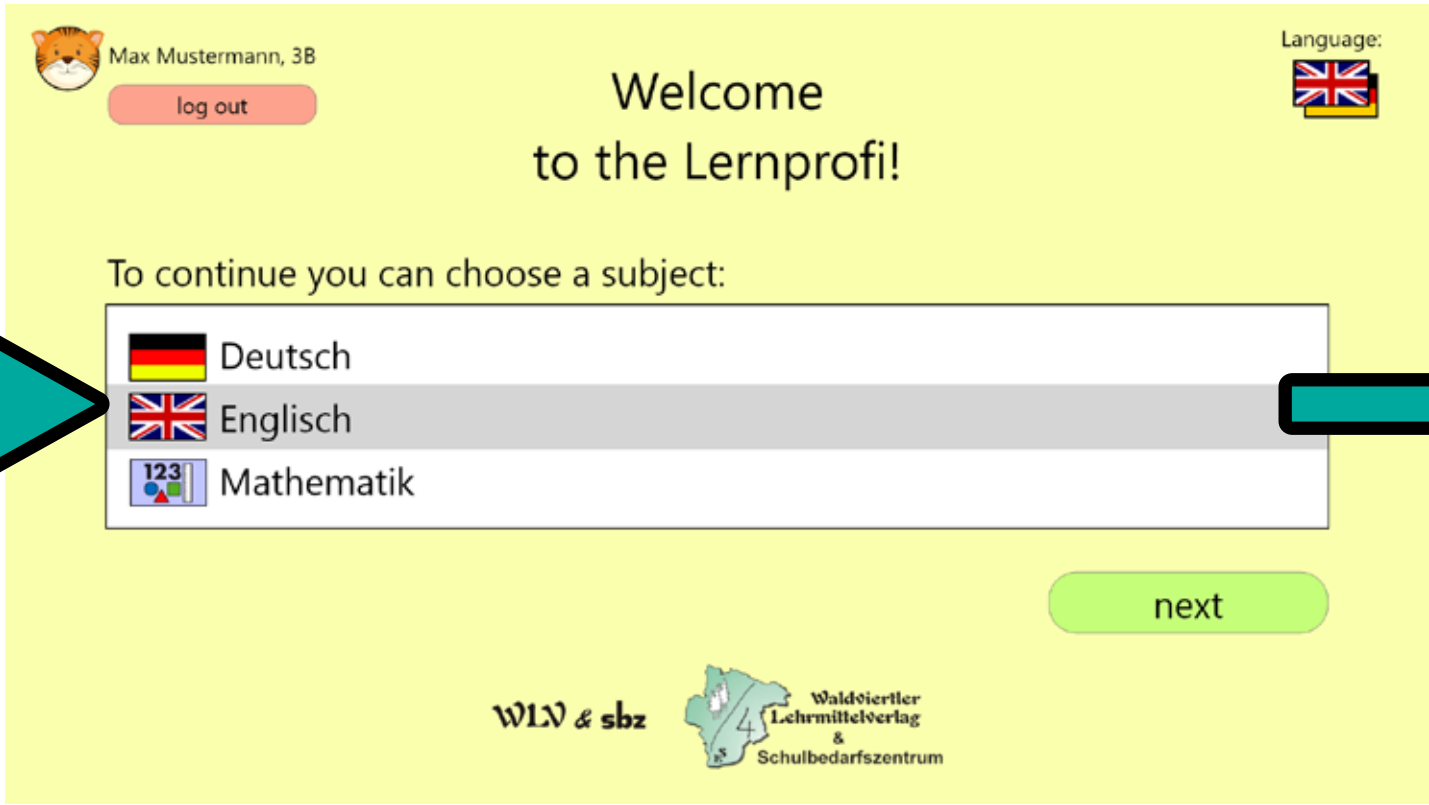 Max Mustermann, 3B
log out
Language:
Welcome
to the Lernprofi!
To continue you can choose a subject:
Deutsch
Englisch
123
Mathematik
next
WLV & sbz
4
Waldviertler
Lehrmittelverlag
&
Schulbedarfszentrum